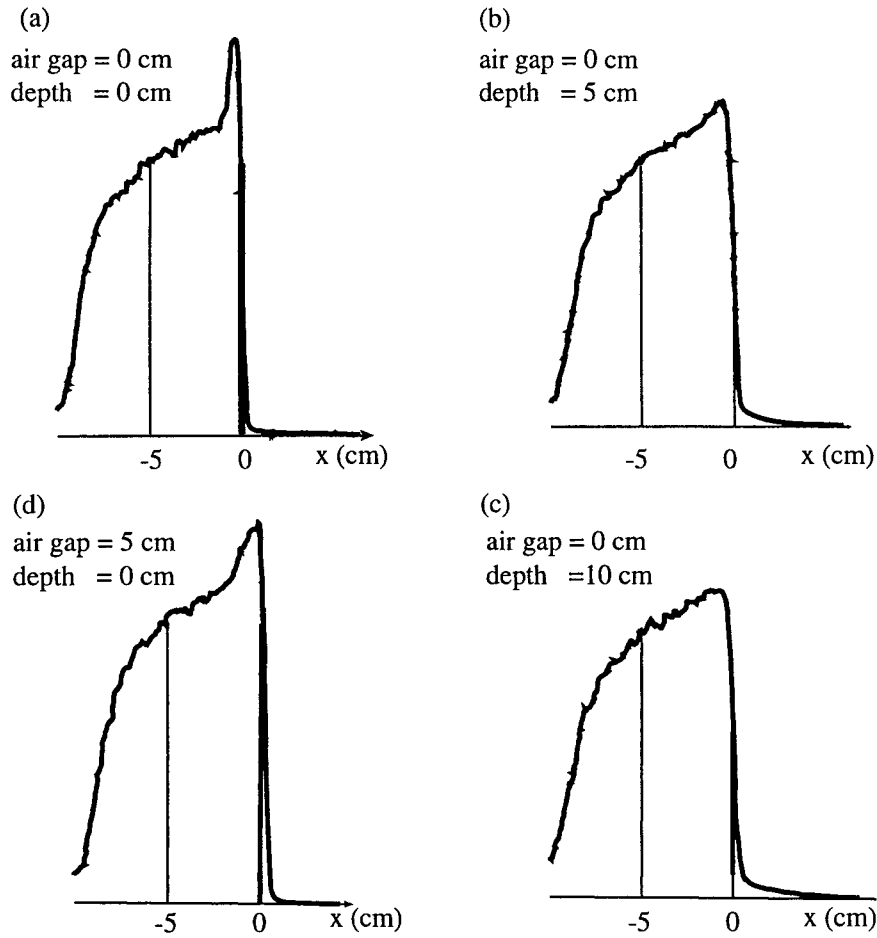 (a)
air gap = 0 cm
depth = 0 cm
-5 0 x (cm)
(b)
air gap = 0 cm
depth = 5 cm
-5 0 x (cm)
(d)
air gap = 5 cm
depth = 0 cm
-5 0 x (cm)
(c)
air gap = 0 cm
depth =10 cm
-5 0 x (cm)